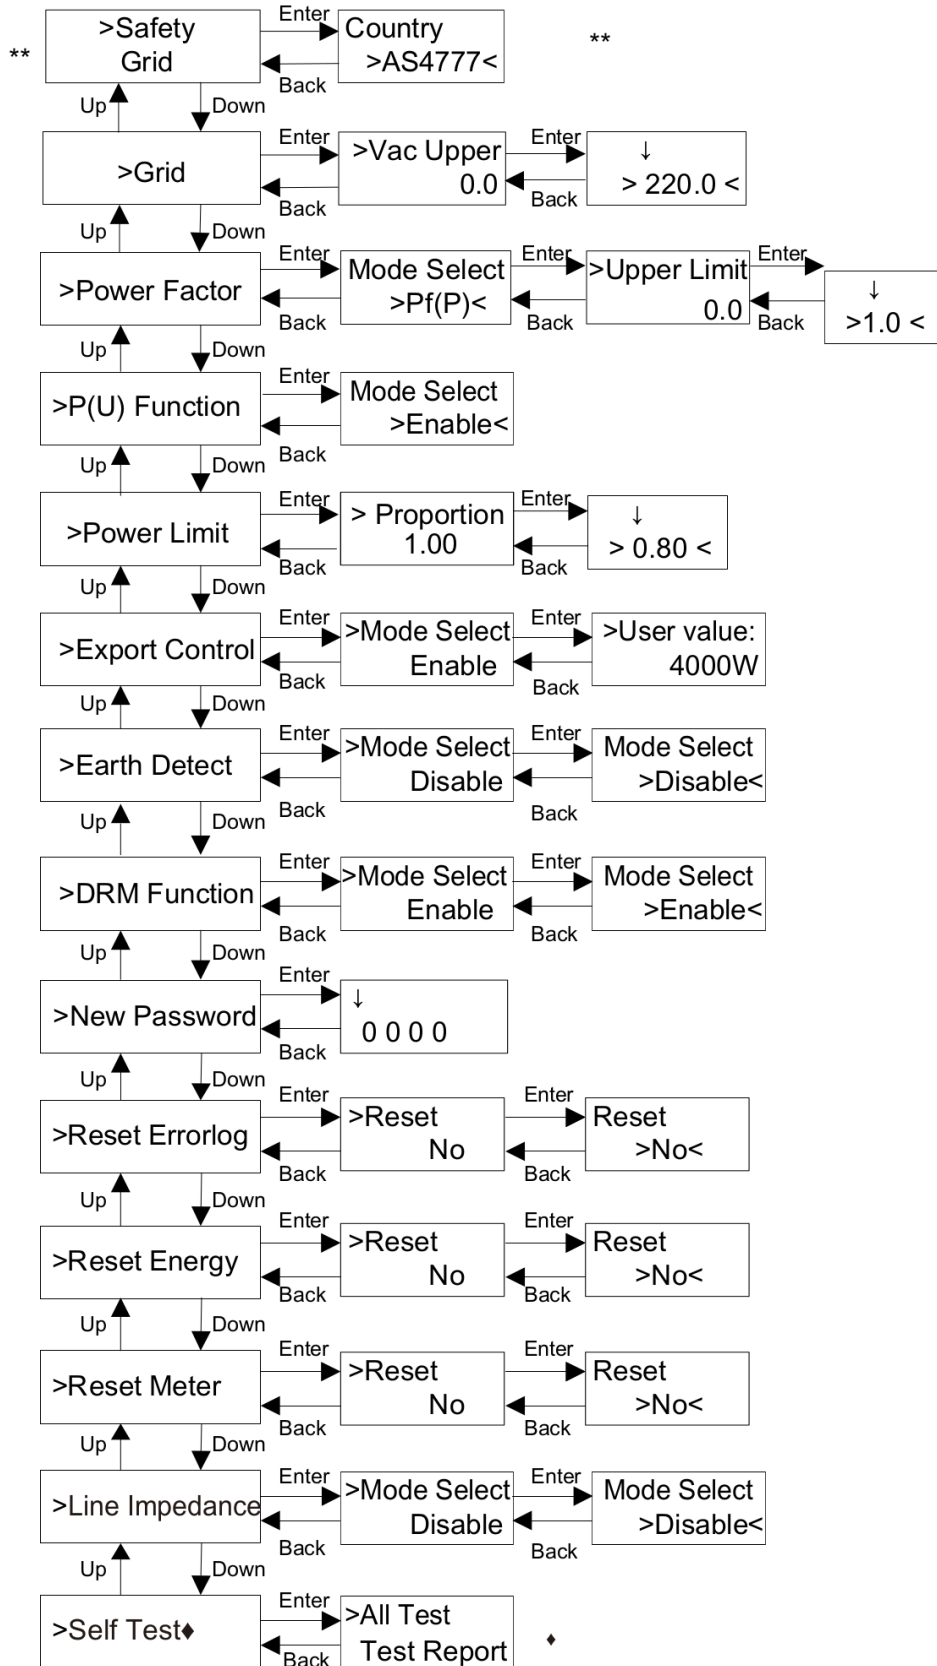 **
>Safety
Grid
Enter
Back
Country
>AS4777<
**
Up
Down
>Grid
Enter
Back
>Vac Upper
0.0
Enter
Back
↓
> 220.0 <
Up
Down
>Power Factor
Enter
Back
Mode Select
>Pf(P)<
Enter
Back
>Upper Limit
0.0
Enter
Back
↓
>1.0 <
Up
Down
>P(U) Function
Enter
Back
Mode Select
>Enable<
Up
Down
>Power Limit
Enter
Back
> Proportion
1.00
Enter
Back
↓
> 0.80 <
Up
Down
>Export Control
Enter
Back
>Mode Select
Enable
Enter
Back
>User value:
4000W
Up
Down
>Earth Detect
Enter
Back
>Mode Select
Disable
Enter
Back
Mode Select
>Disable<
Up
Down
>DRM Function
Enter
Back
>Mode Select
Enable
Enter
Back
Mode Select
>Enable<
Up
Down
>New Password
Enter
Back
↓
0 0 0 0
Up
Down
>Reset Errorlog
Enter
Back
>Reset
No
Enter
Back
Reset
>No<
Up
Down
>Reset Energy
Enter
Back
>Reset
No
Enter
Back
Reset
>No<
Up
Down
>Reset Meter
Enter
Back
>Reset
No
Enter
Back
Reset
>No<
Up
Down
>Line Impedance
Enter
Back
>Mode Select
Disable
Enter
Back
Mode Select
>Disable<
Up
Down
>Self Test♦
Enter
Back
>All Test
Test Report
♦